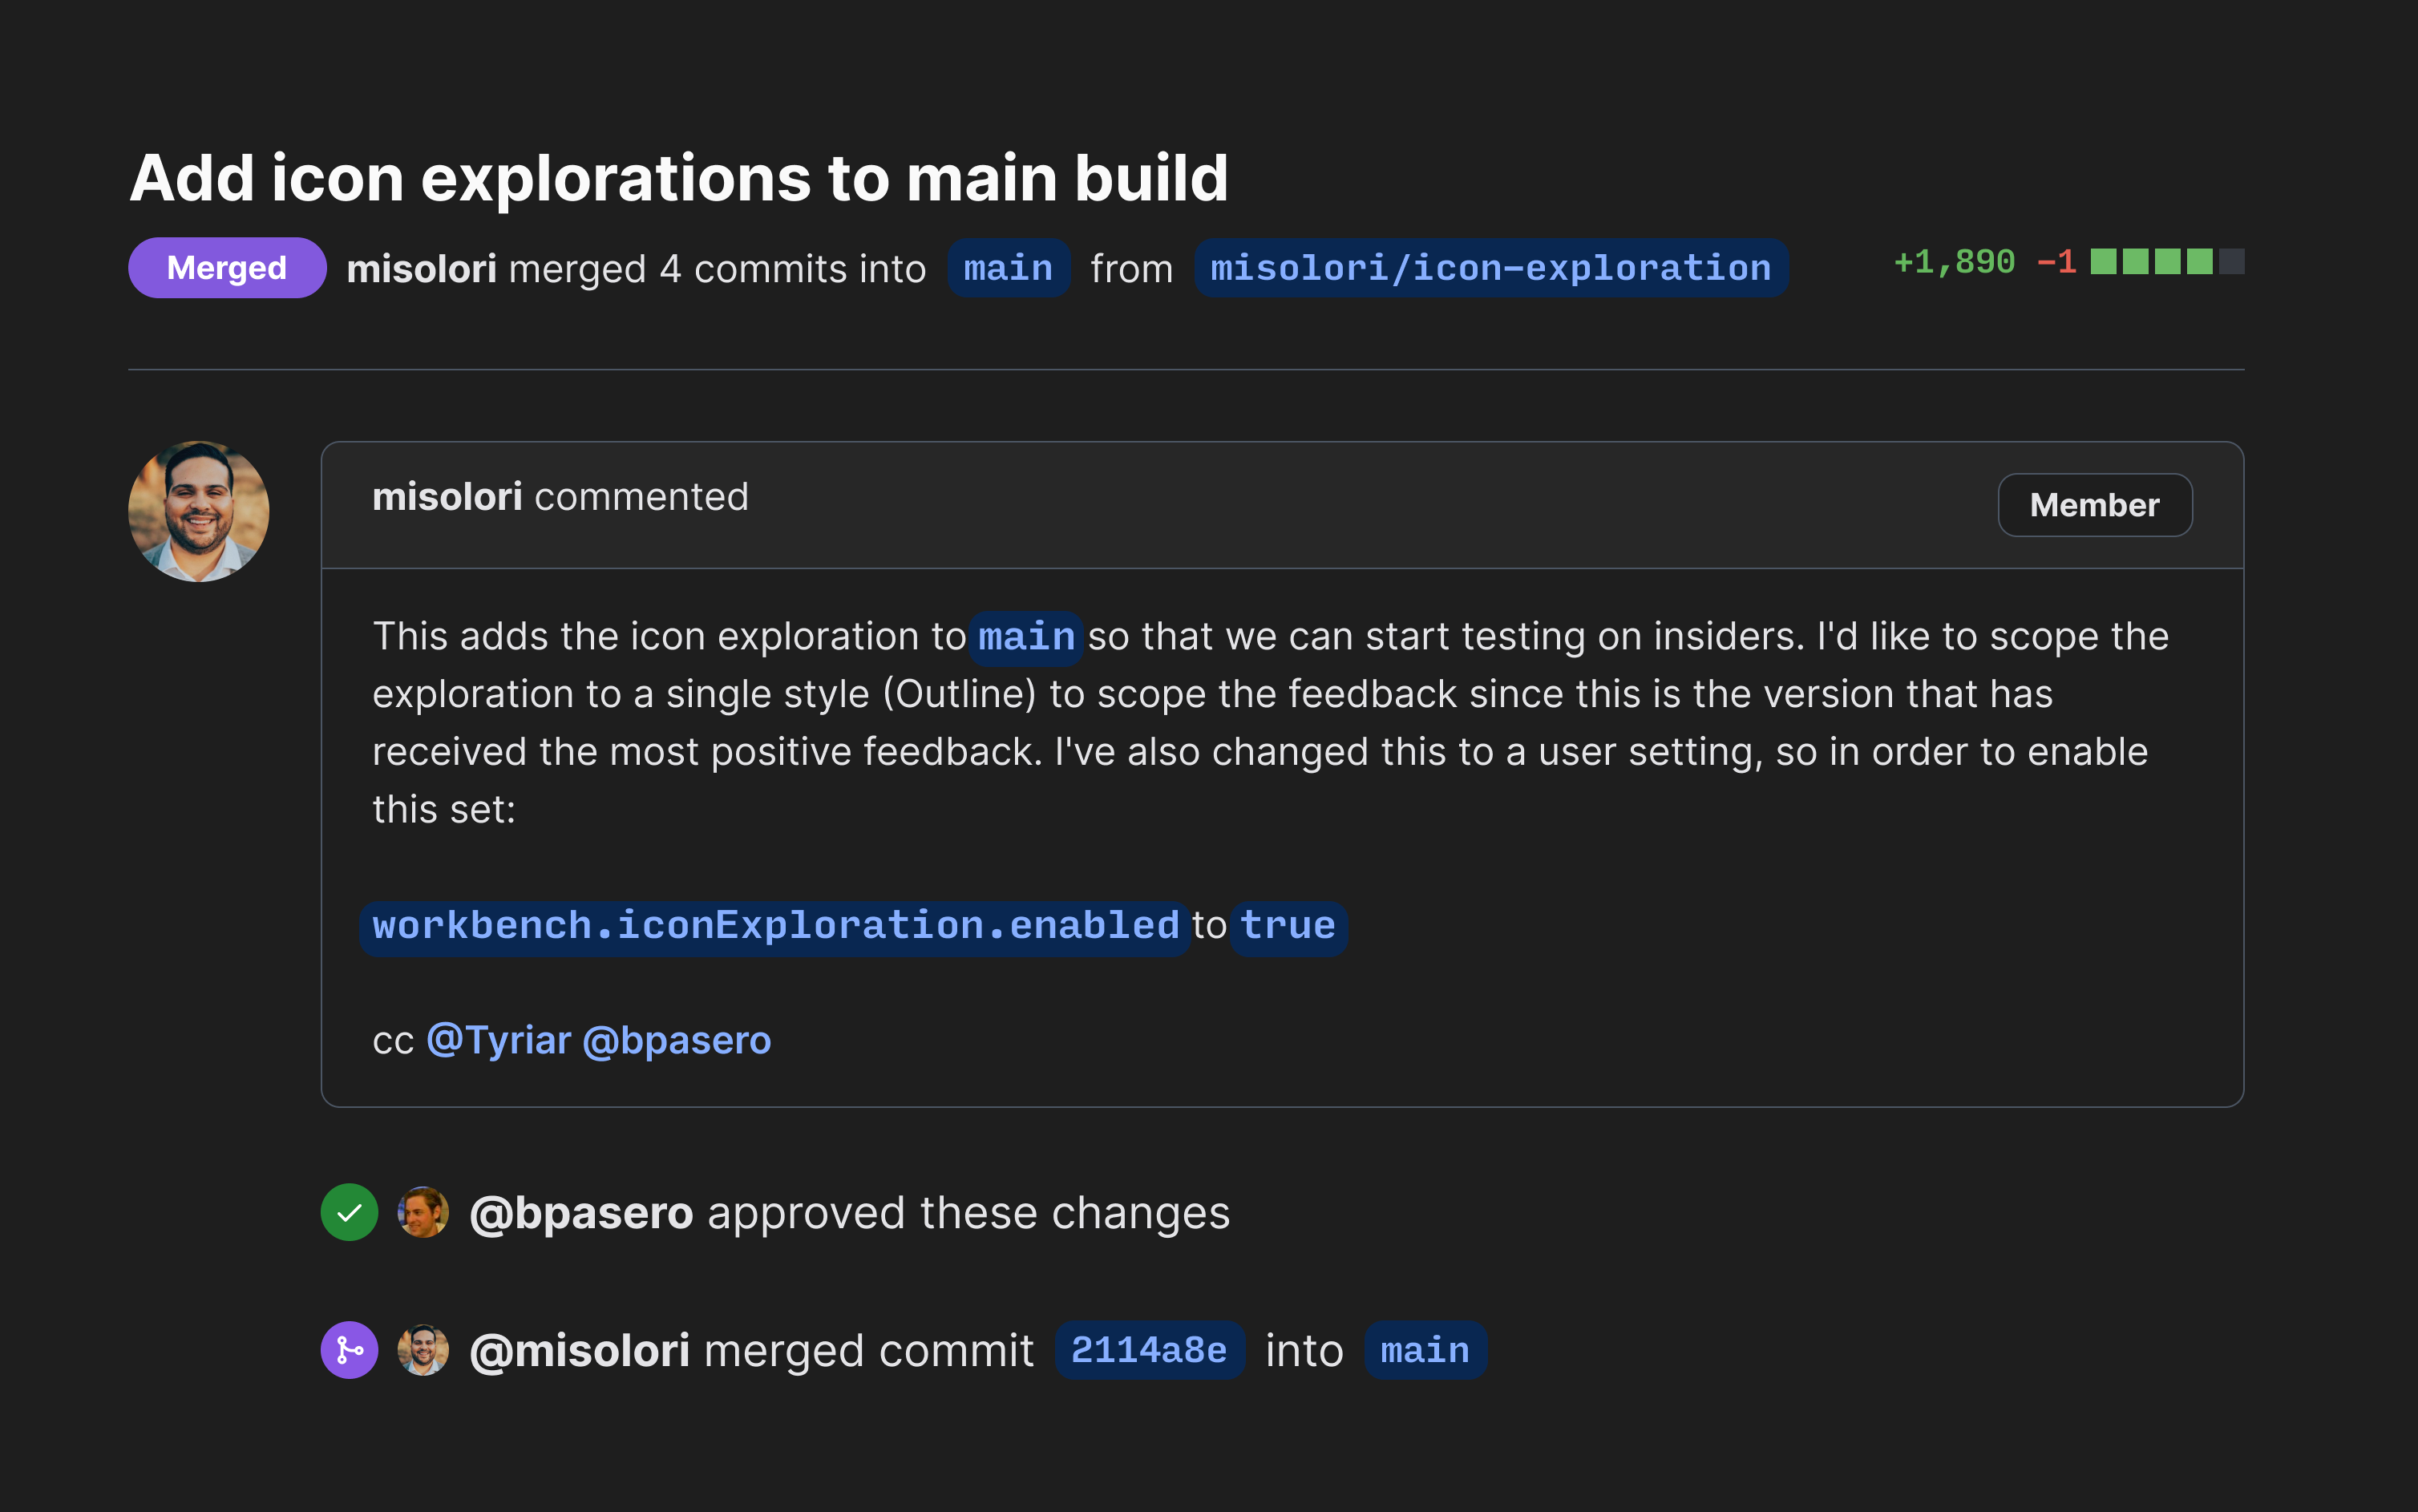 Add icon explorations to main build
Merged misolori merged 4 commits into main from misolori/icon-exploration +1,890 -1
misolori commented Member
This adds the icon exploration to main so that we can start testing on insiders. I'd like to scope the
exploration to a single style (Outline) to scope the feedback since this is the version that has
received the most positive feedback. I've also changed this to a user setting, so in order to enable
this set:
workbench.iconExploration.enabled to true
cc @Tyriar @bpasero
@bpasero approved these changes
@misolori merged commit 2114a8e into main